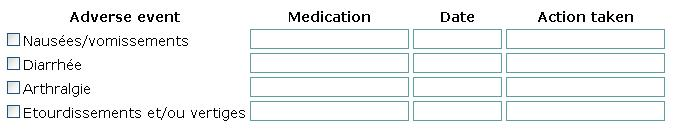 Adverse event Medication Date Action taken
Nausées/vomissements
Diarrhée
Arthralgie
Etourdissements et/ou vertiges